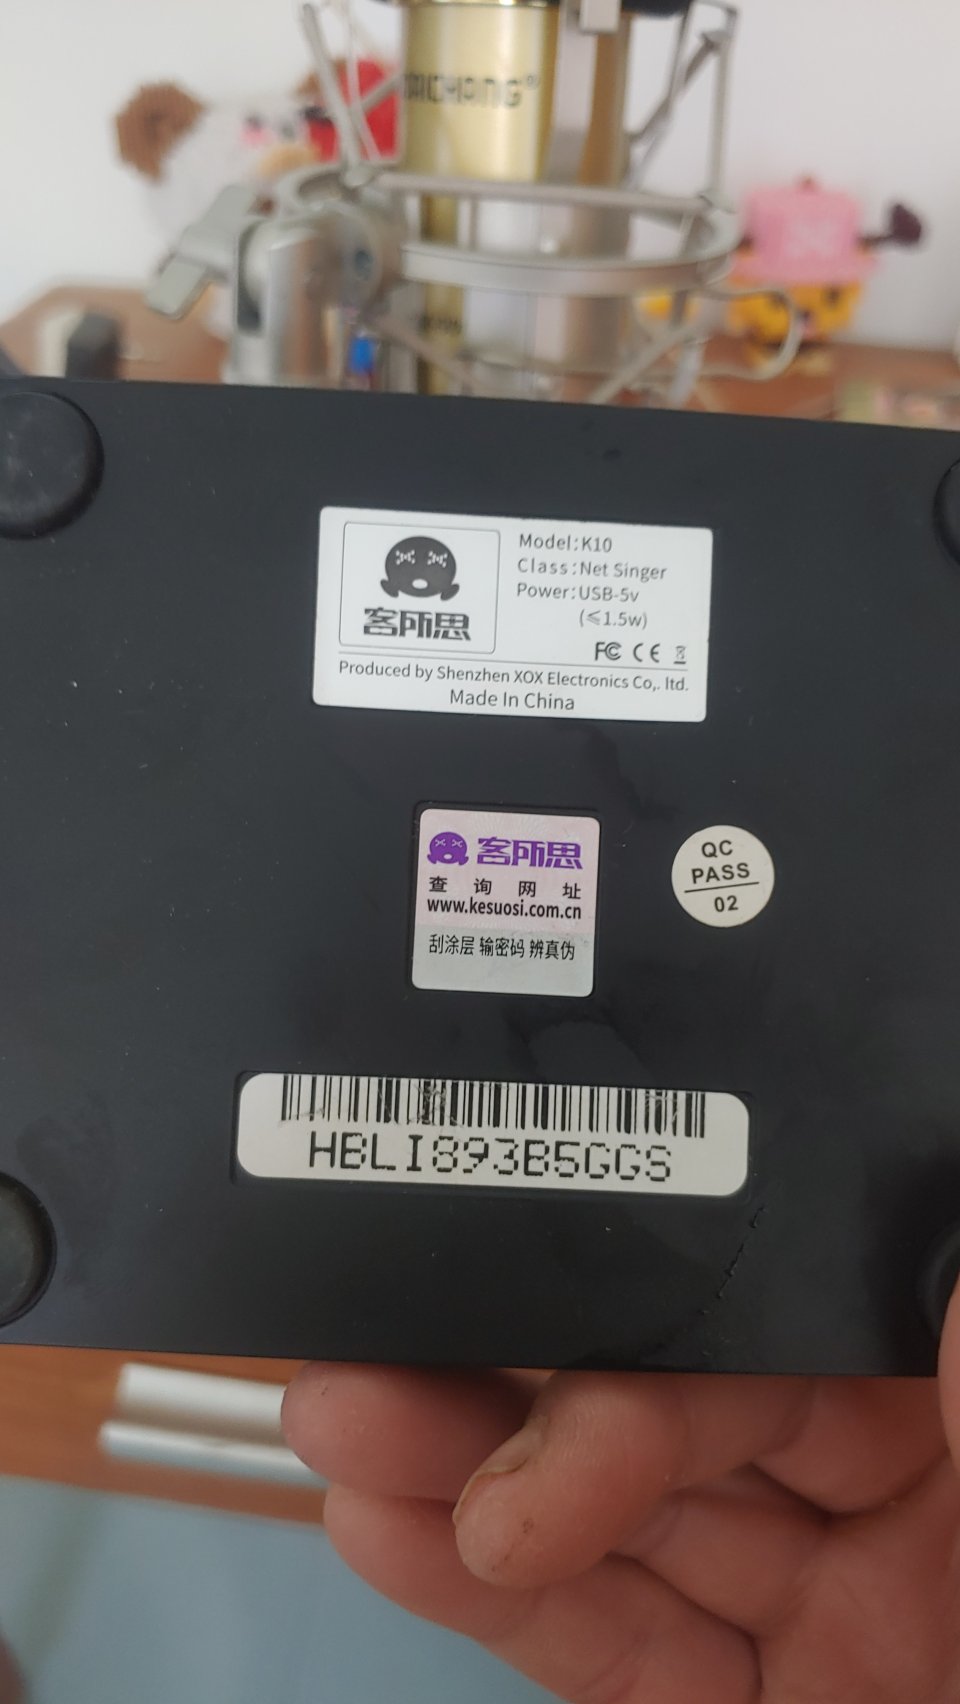 客所思
Model:K10
Class:Net Singer
Power:USB-5v
(≤1.5w)
FC CE
Produced by Shenzhen XOX Electronics Co,. ltd.
Made In China
客所思
查询网址
www.kesuosi.com.cn
刮涂层 输密码 辨真伪
QC
PASS
02
HBLI893B5GGS